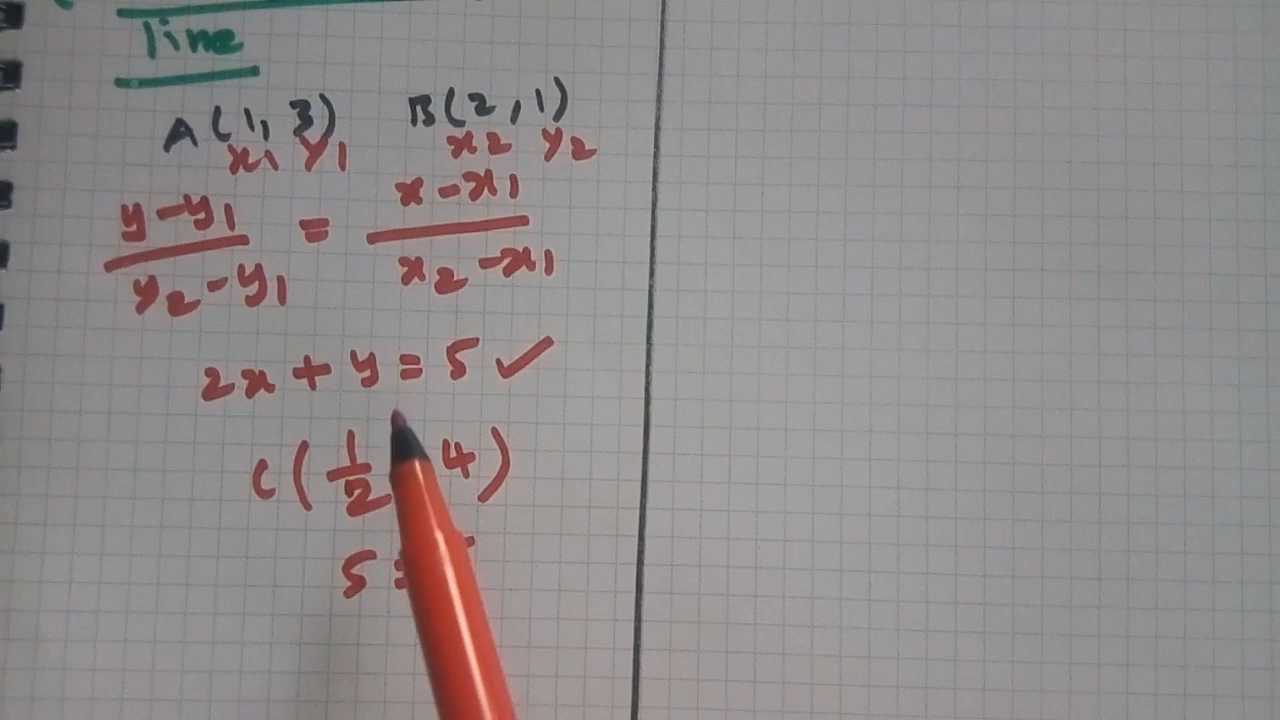 line
A(1, 3) B(2, 1)
x1 y1 x2 y2
y-y1 / y2-y1 = x-x1 / x2-x1
2x + y = 5 ✓
C(1/2 4)
5